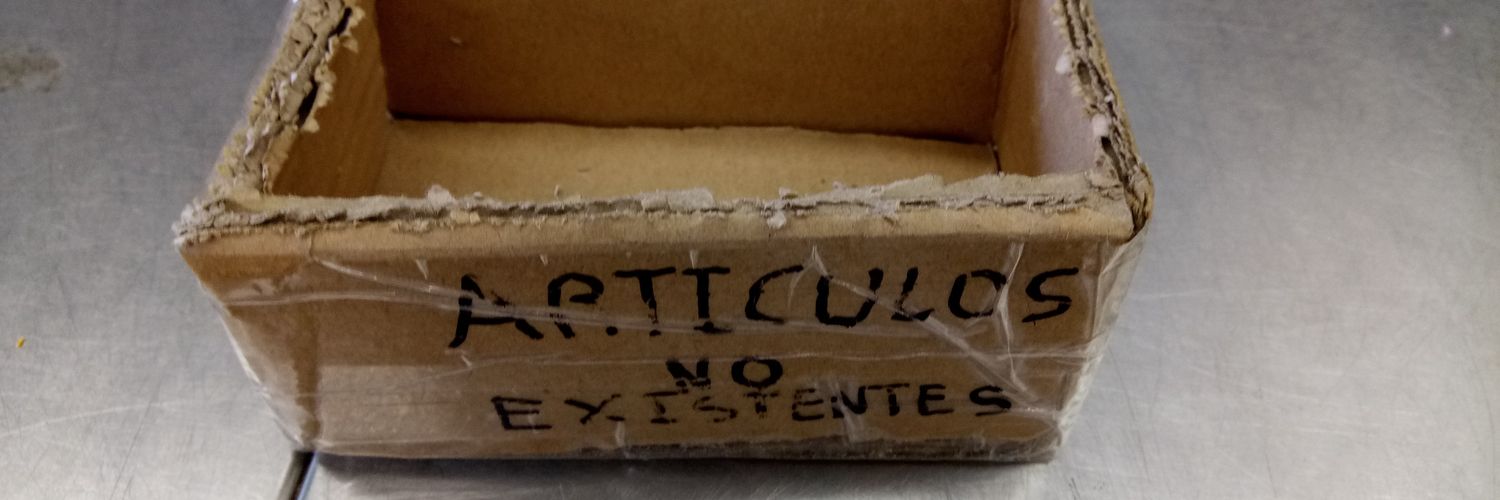 ARTICULOS
NO
EXISTENTES